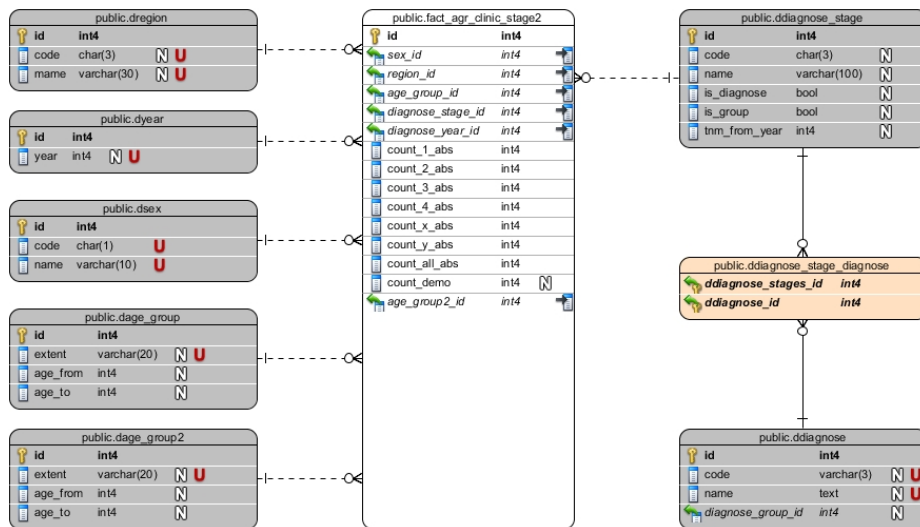 public.dregion
id int4
code char(3) N U
mame varchar(30) N U
public.dyear
id int4
year int4 N U
public.dsex
id int4
code char(1) U
name varchar(10) U
public.dage_group
id int4
extent varchar(20) N U
age_from int4 N
age_to int4 N
public.dage_group2
id int4
extent varchar(20) N U
age_from int4 N
age_to int4 N
public.fact_agr_clinic_stage2
id int4
sex_id int4
region_id int4
age_group_id int4
diagnose_stage_id int4
diagnose_year_id int4
count_1_abs int4
count_2_abs int4
count_3_abs int4
count_4_abs int4
count_x_abs int4
count_y_abs int4
count_all_abs int4
count_demo int4 N
age_group2_id int4
public.ddiagnose_stage
id int4
code char(3) N
name varchar(100) N
is_diagnose bool N
is_group bool N
tnm_from_year int4 N
public.ddiagnose_stage_diagnose
ddiagnose_stages_id int4
ddiagnose_id int4
public.ddiagnose
id int4
code varchar(3) N U
name text N U
diagnose_group_id int4 N